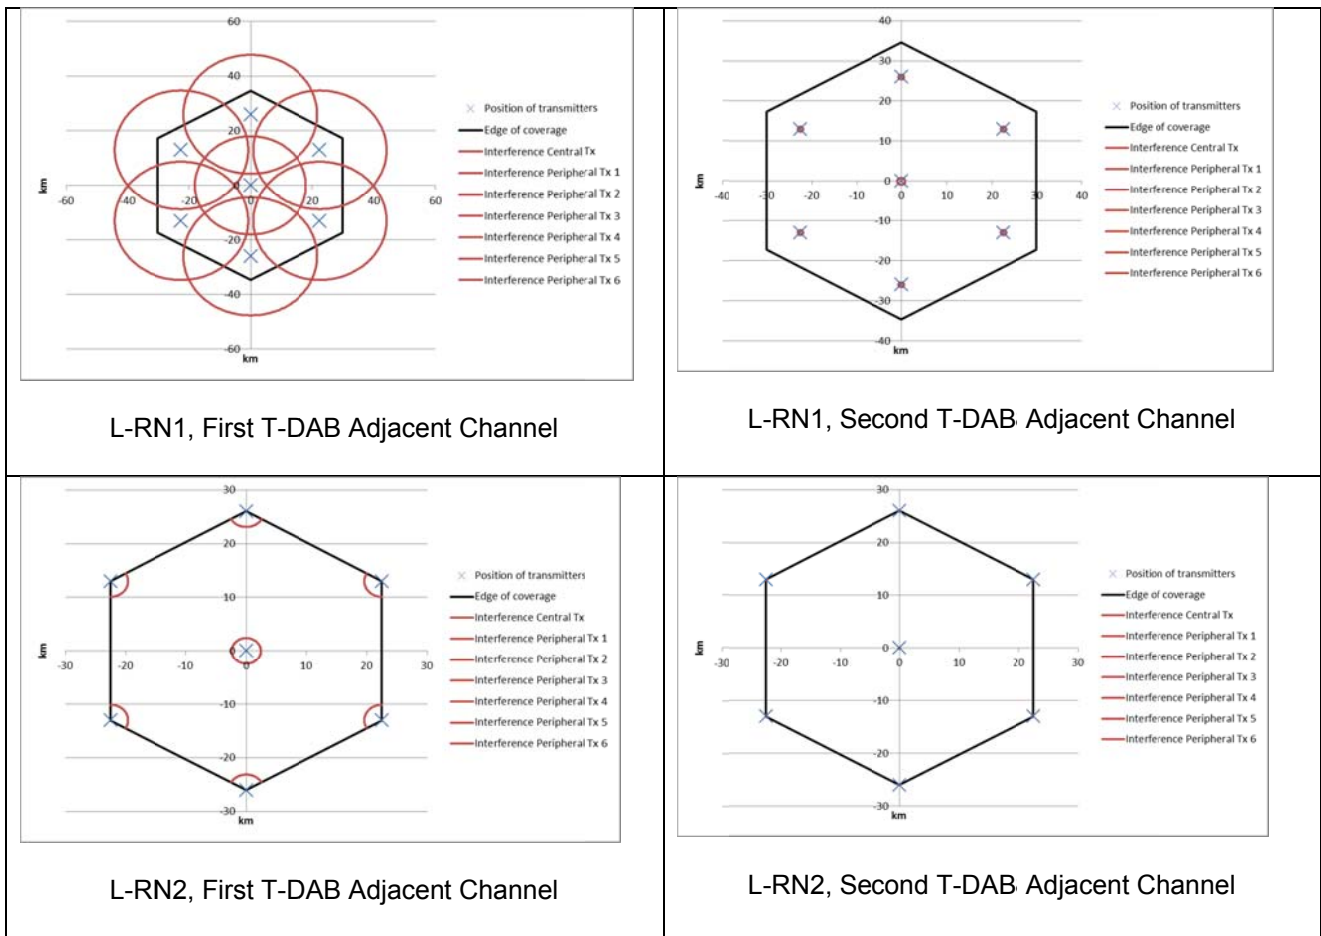 60
40
20
0
-60
-40
-20
0
20
40
60
-20
-40
-60
km
km
Position of transmitters
Edge of coverage
Interference Central Tx
Interference Peripheral Tx 1
Interference Peripheral Tx 2
Interference Peripheral Tx 3
Interference Peripheral Tx 4
Interference Peripheral Tx 5
Interference Peripheral Tx 6
L-RN1, First T-DAB Adjacent Channel
40
30
20
10
0
-40
-30
-20
-10
0
10
20
30
40
-10
-20
-30
-40
km
km
Position of transmitters
Edge of coverage
Interference Central Tx
Interference Peripheral Tx 1
Interference Peripheral Tx 2
Interference Peripheral Tx 3
Interference Peripheral Tx 4
Interference Peripheral Tx 5
Interference Peripheral Tx 6
L-RN1, Second T-DAB Adjacent Channel
30
20
10
0
-30
-20
-10
0
10
20
30
-10
-20
-30
km
km
Position of transmitters
Edge of coverage
Interference Central Tx
Interference Peripheral Tx 1
Interference Peripheral Tx 2
Interference Peripheral Tx 3
Interference Peripheral Tx 4
Interference Peripheral Tx 5
Interference Peripheral Tx 6
L-RN2, First T-DAB Adjacent Channel
30
20
10
0
-30
-20
-10
0
10
20
30
-10
-20
-30
km
km
Position of transmitters
Edge of coverage
Interference Central Tx
Interference Peripheral Tx 1
Interference Peripheral Tx 2
Interference Peripheral Tx 3
Interference Peripheral Tx 4
Interference Peripheral Tx 5
Interference Peripheral Tx 6
L-RN2, Second T-DAB Adjacent Channel